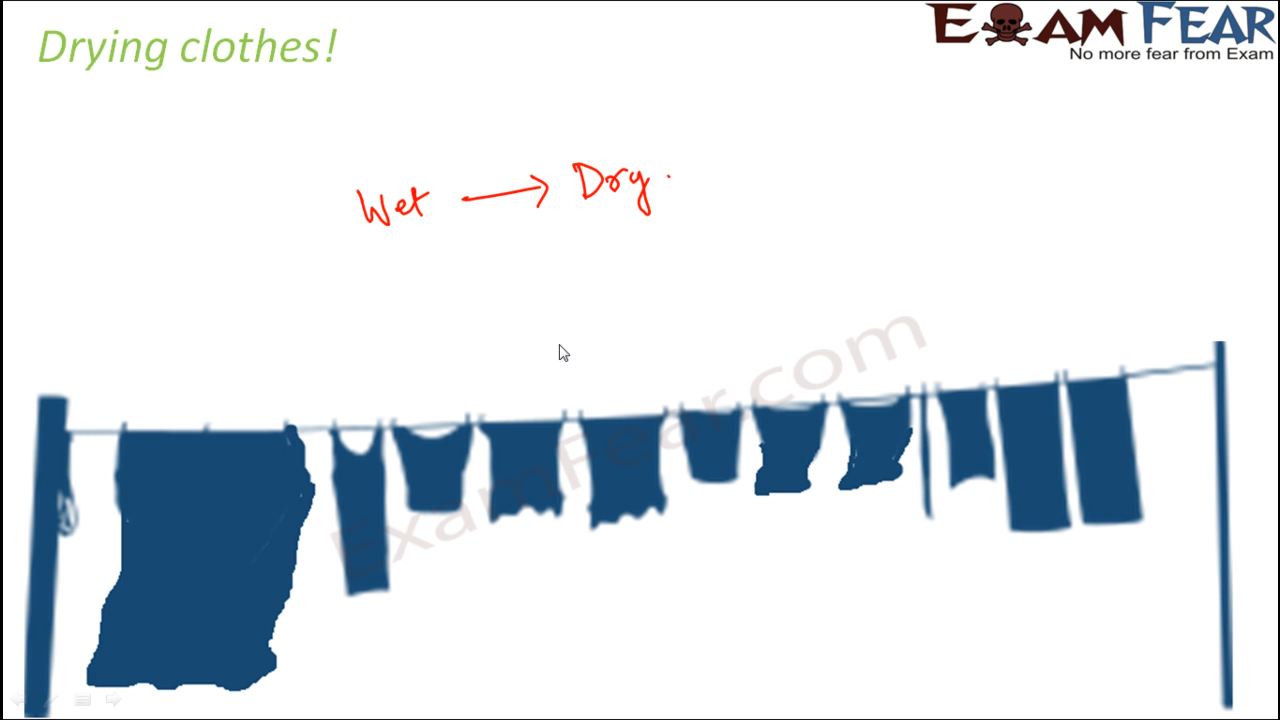 Drying clothes!
EXAM FEAR
No more fear from Exam
Wet → Dry.
ExamFear.com